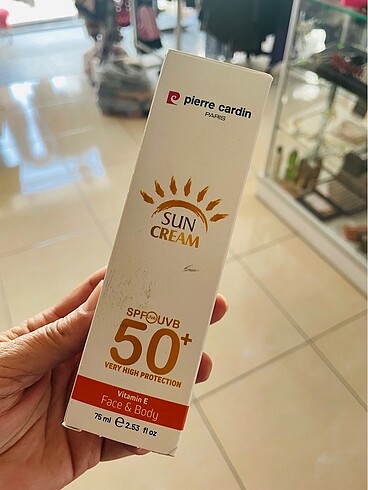 pierre cardin
PARIS
SUN
CREAM
SPF UVA UVB
50+
VERY HIGH PROTECTION
Vitamin E
Face & Body
75 ml ℮ 2.53 fl oz